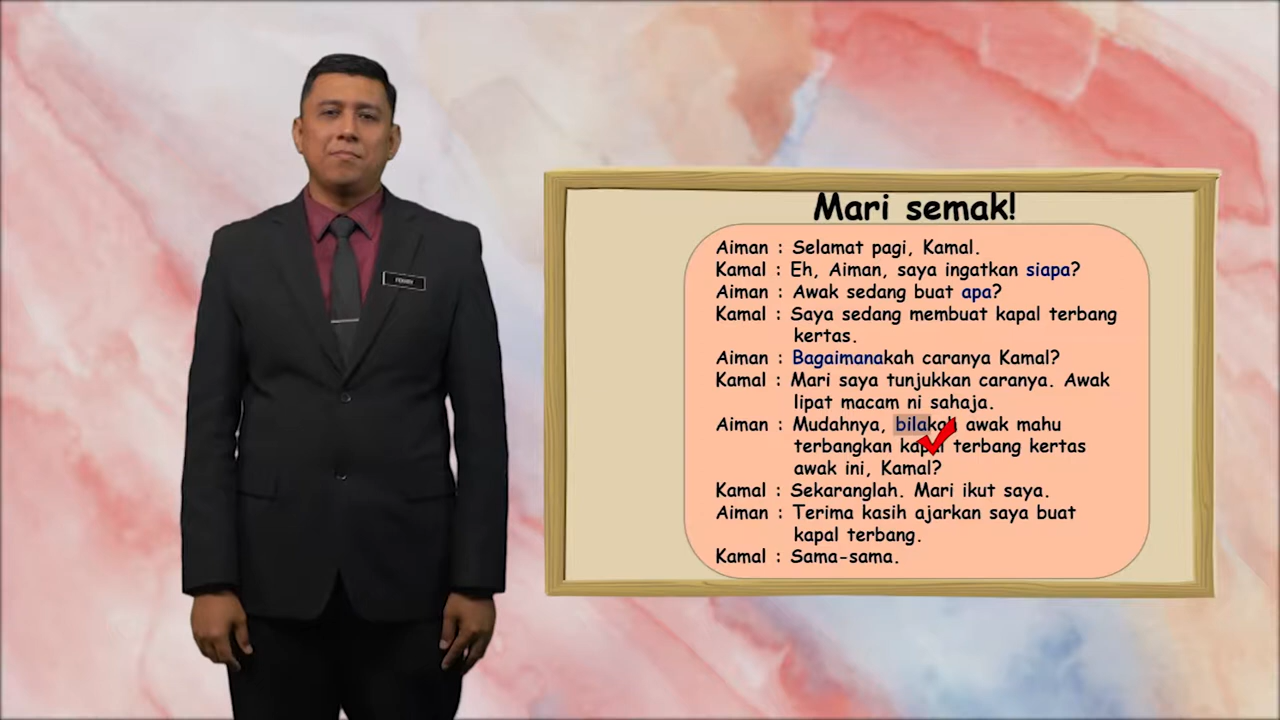 Mari semak!
Aiman : Selamat pagi, Kamal.
Kamal : Eh, Aiman, saya ingatkan siapa?
Aiman : Awak sedang buat apa?
Kamal : Saya sedang membuat kapal terbang
kertas.
Aiman : Bagaimanakah caranya Kamal?
Kamal : Mari saya tunjukkan caranya. Awak
lipat macam ni sahaja.
Aiman : Mudahnya, bilakah awak mahu
terbangkan kapal terbang kertas
awak ini, Kamal?
Kamal : Sekaranglah. Mari ikut saya.
Aiman : Terima kasih ajarkan saya buat
kapal terbang.
Kamal : Sama-sama.